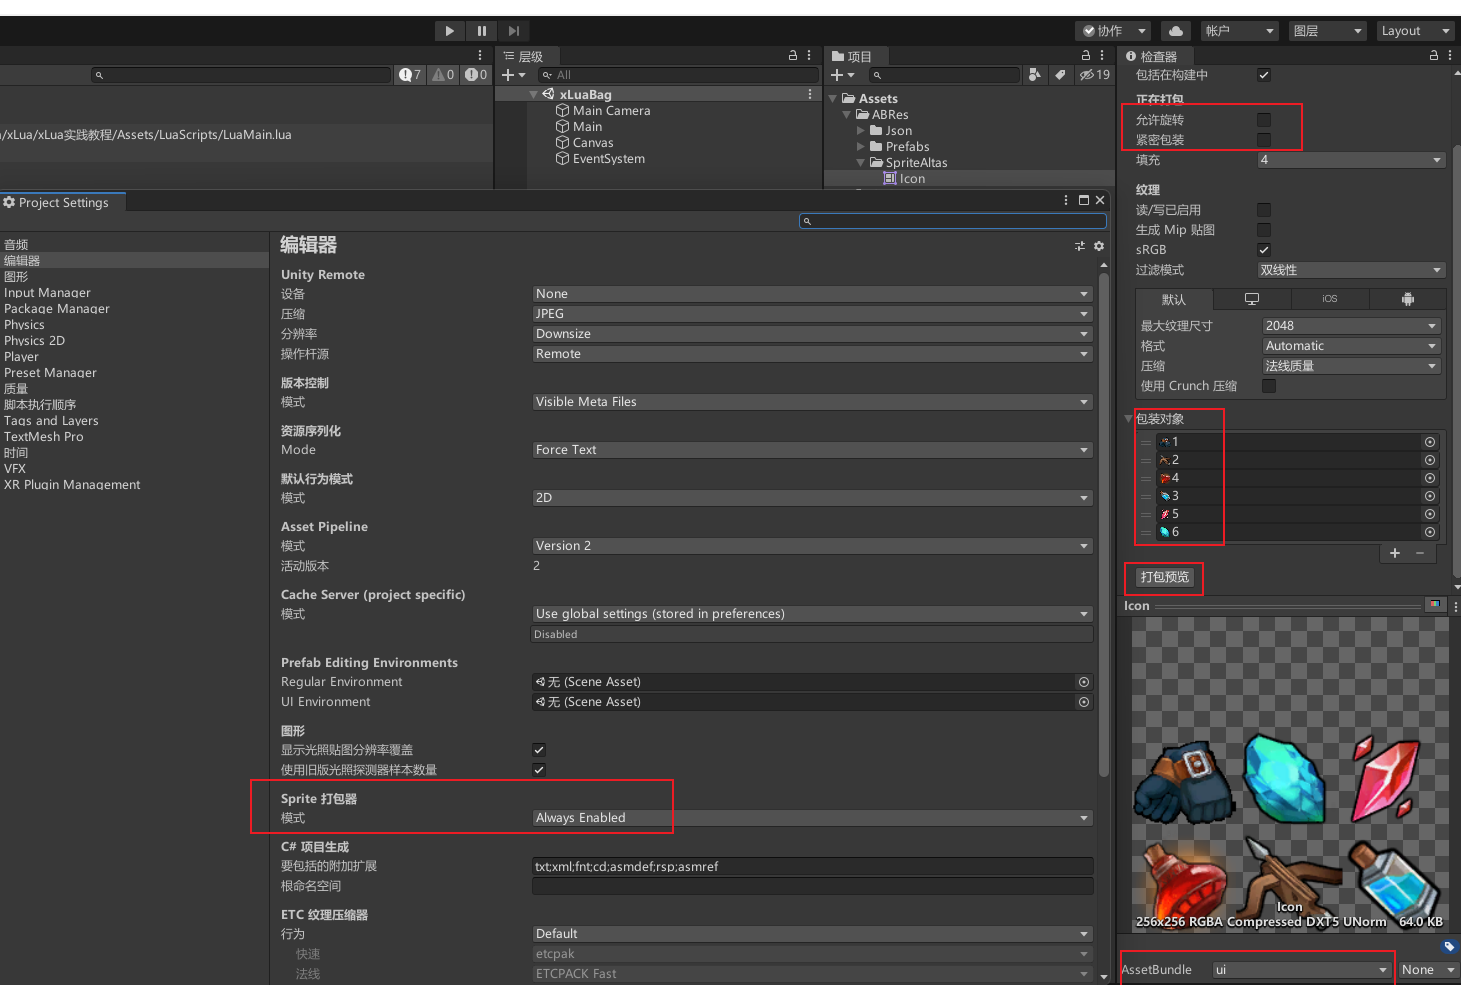 协作
帐户
图层
Layout
7
0
0
/xLua/xLua实践教程/Assets/LuaScripts/LuaMain.lua
层级
All
xLuaBag
Main Camera
Main
Canvas
EventSystem
项目
19
Assets
ABRes
Json
Prefabs
SpriteAltas
Icon
Project Settings
音频
编辑器
图形
Input Manager
Package Manager
Physics
Physics 2D
Player
Preset Manager
质量
脚本执行顺序
Tags and Layers
TextMesh Pro
时间
VFX
XR Plugin Management
编辑器
Unity Remote
设备 None
压缩 JPEG
分辨率 Downsize
操作杆源 Remote
版本控制
模式 Visible Meta Files
资源序列化
Mode Force Text
默认行为模式
模式 2D
Asset Pipeline
模式 Version 2
活动版本 2
Cache Server (project specific)
模式 Use global settings (stored in preferences)
Disabled
Prefab Editing Environments
Regular Environment 无 (Scene Asset)
UI Environment 无 (Scene Asset)
图形
显示光照贴图分辨率覆盖
使用旧版光照探测器样本数量
Sprite 打包器
模式 Always Enabled
C# 项目生成
要包括的附加扩展 txt;xml;fnt;cd;asmdef;rsp;asmref
根命名空间
ETC 纹理压缩器
行为 Default
快速 etcpak
法线 ETCPACK Fast
检查器
包括在构建中
正在打包
允许旋转
紧密包装
填充 4
纹理
读/写已启用
生成 Mip 贴图
sRGB
过滤模式 双线性
默认 iOS
最大纹理尺寸 2048
格式 Automatic
压缩 法线质量
使用 Crunch 压缩
包装对象
1
2
4
3
5
6
打包预览
Icon
Icon
256x256 RGBA Compressed DXT5 UNorm 64.0 KB
AssetBundle ui None